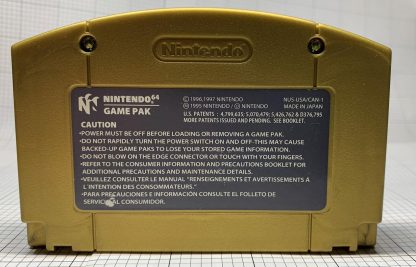 Nintendo
NINTENDO 64
GAME PAK
©1996,1997 NINTENDO
©1995 NINTENDO / © NINTENDO
NUS-USA/CAN-1
MADE IN JAPAN
U.S. PATENTS : 4,799,635; 5,070,479; 5,426,762 & D376,795
MORE PATENTS ISSUED AND PENDING. SEE BOOKLET.
CAUTION
•POWER MUST BE OFF BEFORE LOADING OR REMOVING A GAME PAK.
•DO NOT RAPIDLY TURN THE POWER SWITCH ON AND OFF-THIS MAY CAUSE
BACKED-UP GAME PAKS TO LOSE YOUR STORED GAME INFORMATION.
•DO NOT BLOW ON THE EDGE CONNECTOR OR TOUCH WITH YOUR FINGERS.
•REFER TO THE CONSUMER INFORMATION AND PRECAUTIONS BOOKLET FOR
ADDITIONAL PRECAUTIONS AND MAINTENANCE DETAILS.
•VEUILLEZ CONSULTER LE MANUAL "RENSEIGNEMENTS ET AVERTISSEMENTS À
L'INTENTION DES CONSOMMATEURS."
•PARA PRECAUCIONES E INFORMACIÓN CONSULTE EL FOLLETO DE
SERVICIO AL CONSUMIDOR.